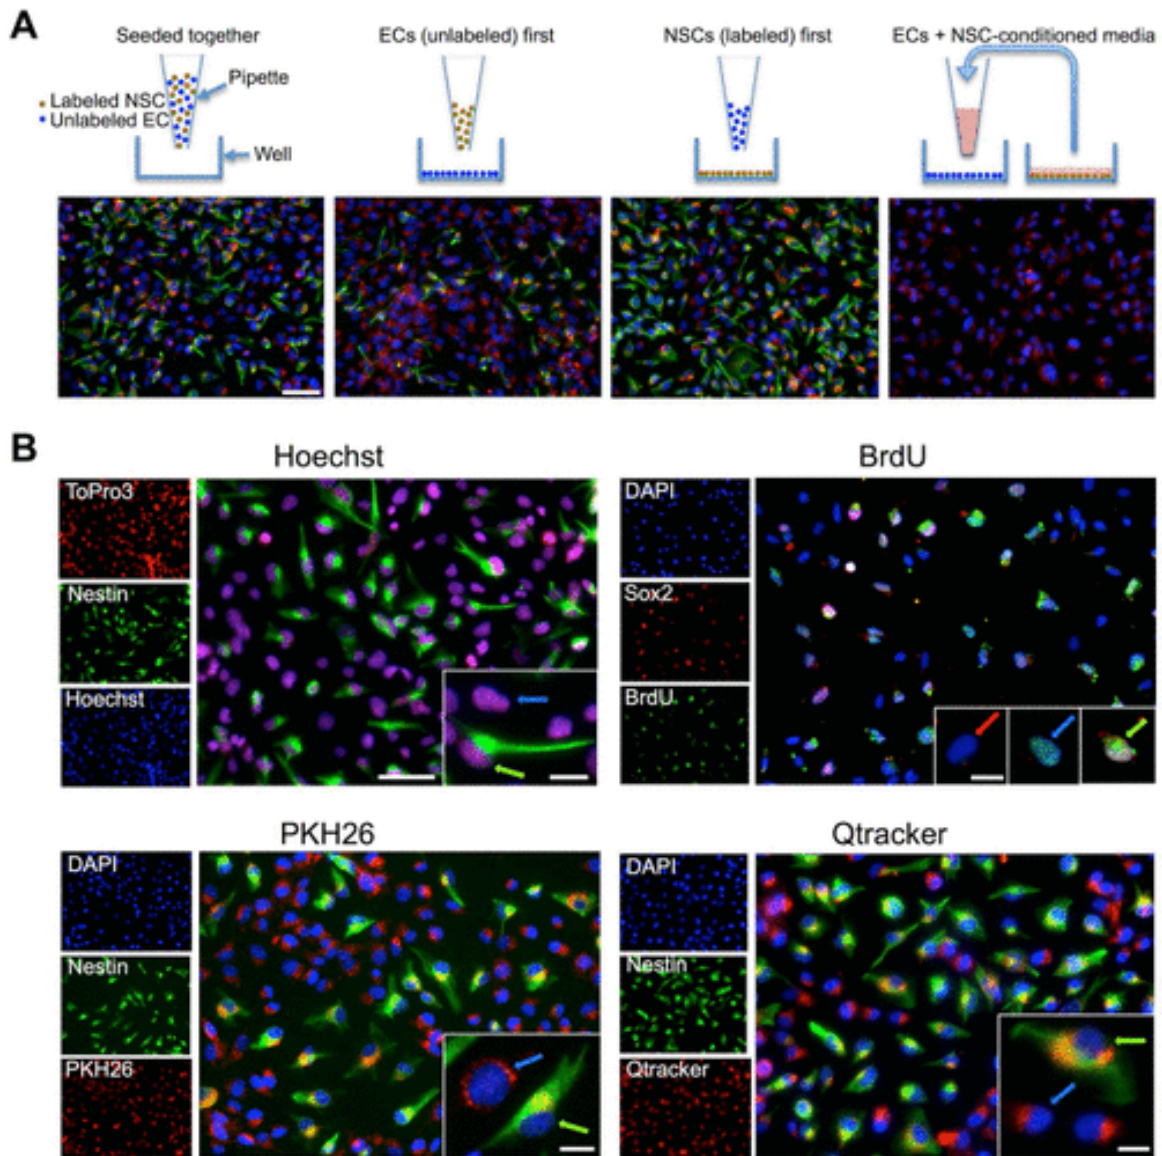 A
Seeded together
ECs (unlabeled) first
NSCs (labeled) first
ECs + NSC-conditioned media
Pipette
Labeled NSC
Unlabeled EC
Well
B
Hoechst
ToPro3
Nestin
Hoechst
BrdU
DAPI
Sox2
BrdU
PKH26
DAPI
Nestin
PKH26
Qtracker
DAPI
Nestin
Qtracker